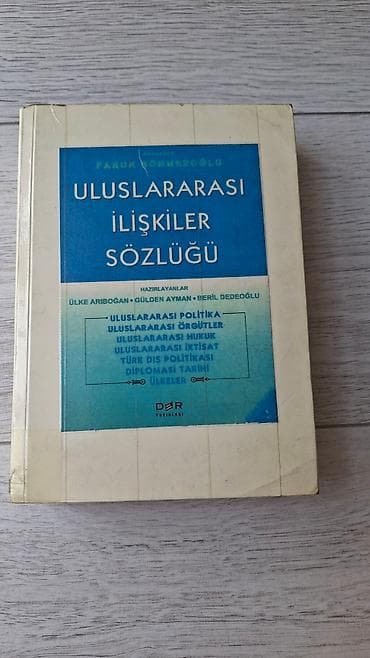 FARUK SÖNMEZOĞLU
ULUSLARARASI
İLİŞKİLER
SÖZLÜĞÜ
HAZIRLAYANLAR
ÜLKE ARIBOĞAN • GÜLDEN AYMAN • BERİL DEDEOĞLU
ULUSLARARASI POLİTİKA
ULUSLARARASI ÖRGÜTLER
ULUSLARARASI HUKUK
ULUSLARARASI İKTİSAT
TÜRK DIŞ POLİTİKASI
DİPLOMASİ TARİHİ
ÜLKELER
DER
YAYINLARI